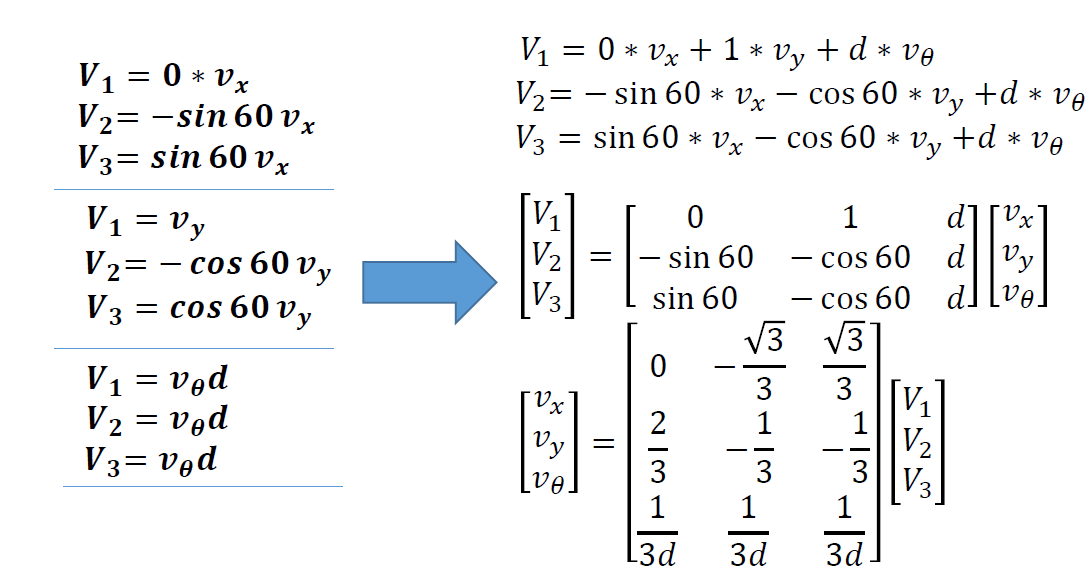 V₁ = 0 * vₓ
V₂= −sin 60 vₓ
V₃= sin 60 vₓ
V₁ = v_y
V₂= − cos 60 v_y
V₃ = cos 60 v_y
V₁ = v_θd
V₂ = v_θd
V₃= v_θd
V₁ = 0 * vₓ + 1 * v_y + d * v_θ
V₂= − sin 60 * vₓ − cos 60 * v_y +d * v_θ
V₃ = sin 60 * vₓ − cos 60 * v_y +d * v_θ
[V₁ V₂ V₃] = [0 1 d; − sin 60 − cos 60 d; sin 60 − cos 60 d] [vₓ v_y v_θ]
[vₓ v_y v_θ] = [0 −√3/3 √3/3; 2/3 −1/3 −1/3; 1/3d 1/3d 1/3d] [V₁ V₂ V₃]